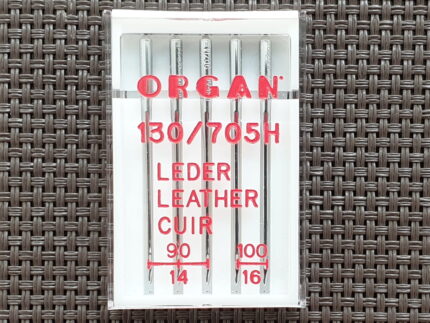 ORGAN
130/705H
LEDER
LEATHER
CUIR
90 100
14 16